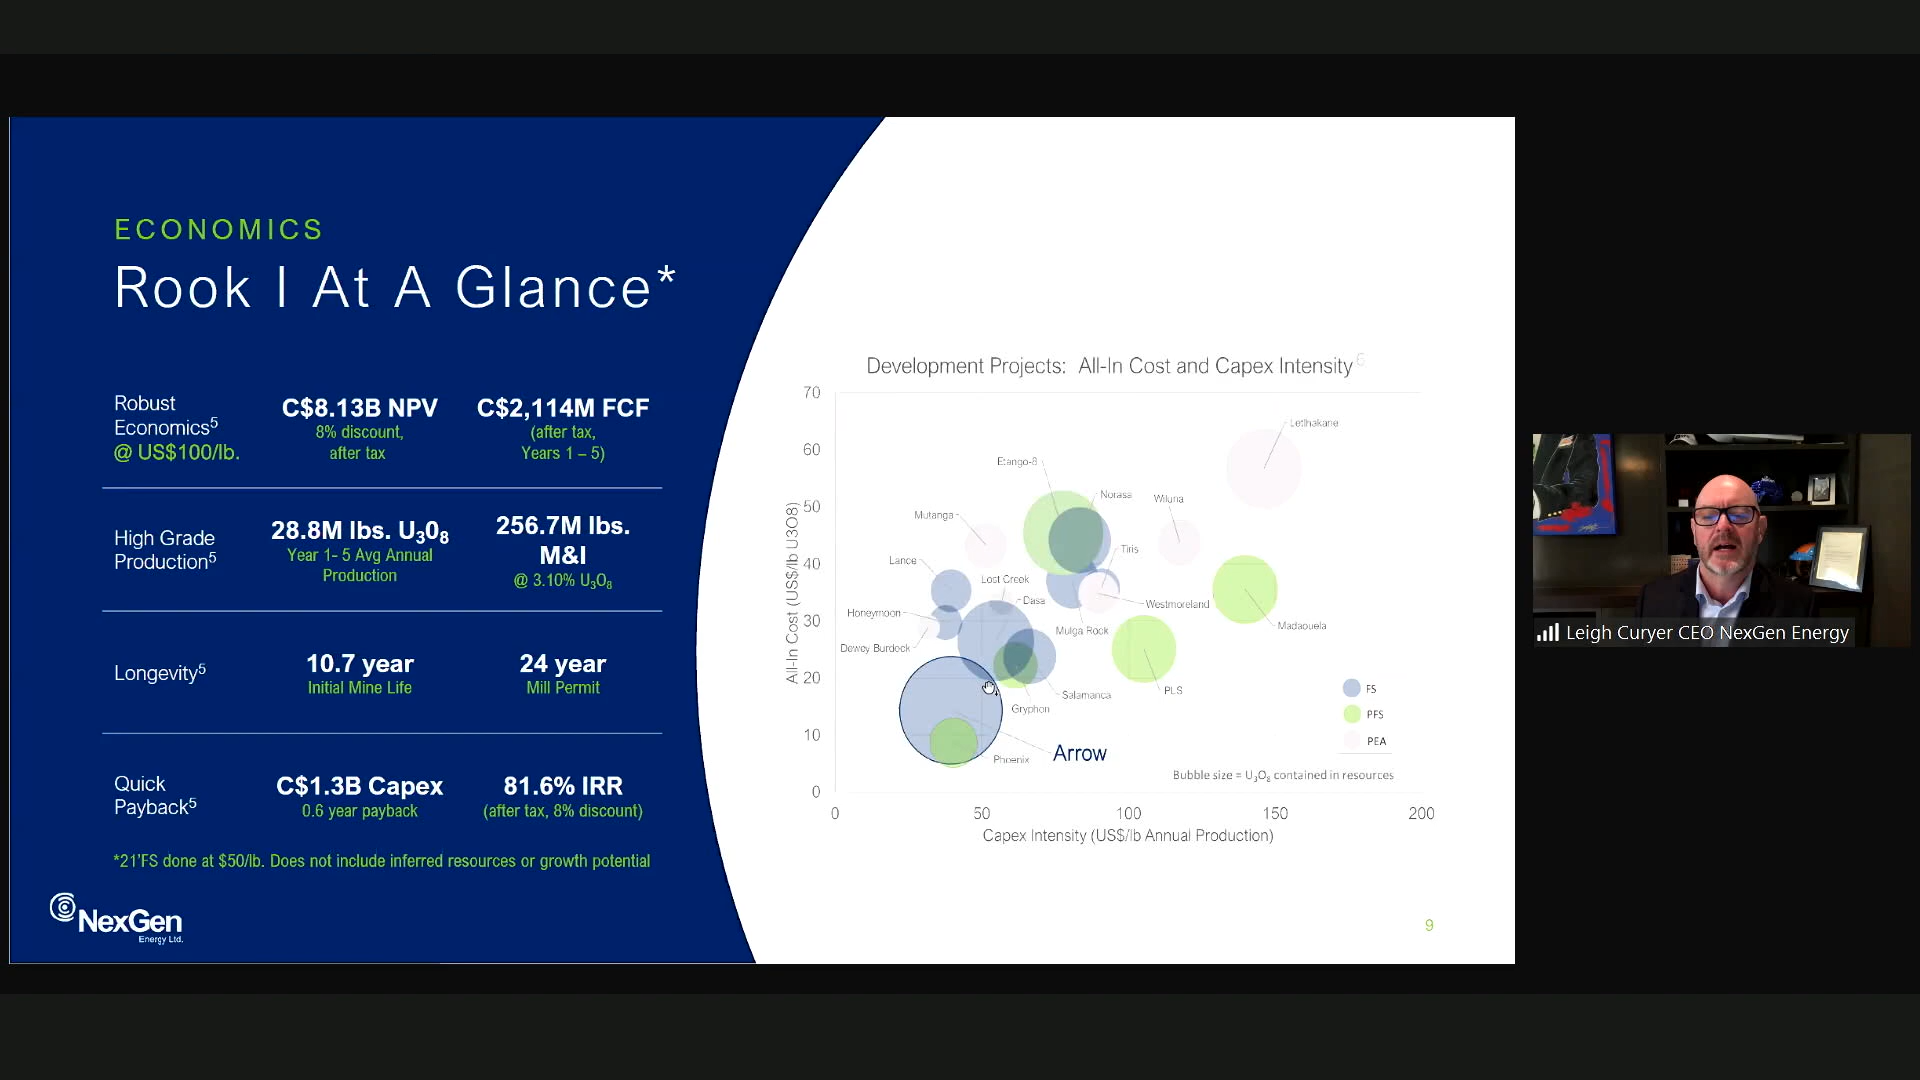 ECONOMICS
Rook I At A Glance*
Robust
Economics5
@ US$100/lb.
C$8.13B NPV
8% discount,
after tax
C$2,114M FCF
(after tax,
Years 1 – 5)
High Grade
Production5
28.8M lbs. U308
Year 1- 5 Avg Annual
Production
256.7M lbs.
M&I
@ 3.10% U3O8
Longevity5
10.7 year
Initial Mine Life
24 year
Mill Permit
Quick
Payback5
C$1.3B Capex
0.6 year payback
81.6% IRR
(after tax, 8% discount)
*21'FS done at $50/lb. Does not include inferred resources or growth potential
NexGen
Energy Ltd.
Development Projects: All-In Cost and Capex Intensity6
All-In Cost (US$/lb U3O8)
70
60
50
40
30
20
10
0
Letlhakane
Etango-8
Norasa
Wiluna
Mutanga
Tiris
Lance
Lost Creek
Dasa
Westmoreland
Honeymoon
Mulga Rock
Madaouela
Dewey Burdock
Salamanca
PLS
Gryphon
Phoenix
Arrow
FS
PFS
PEA
Bubble size = U3O8 contained in resources
0
50
100
150
200
Capex Intensity (US$/lb Annual Production)
9
Leigh Curyer CEO NexGen Energy